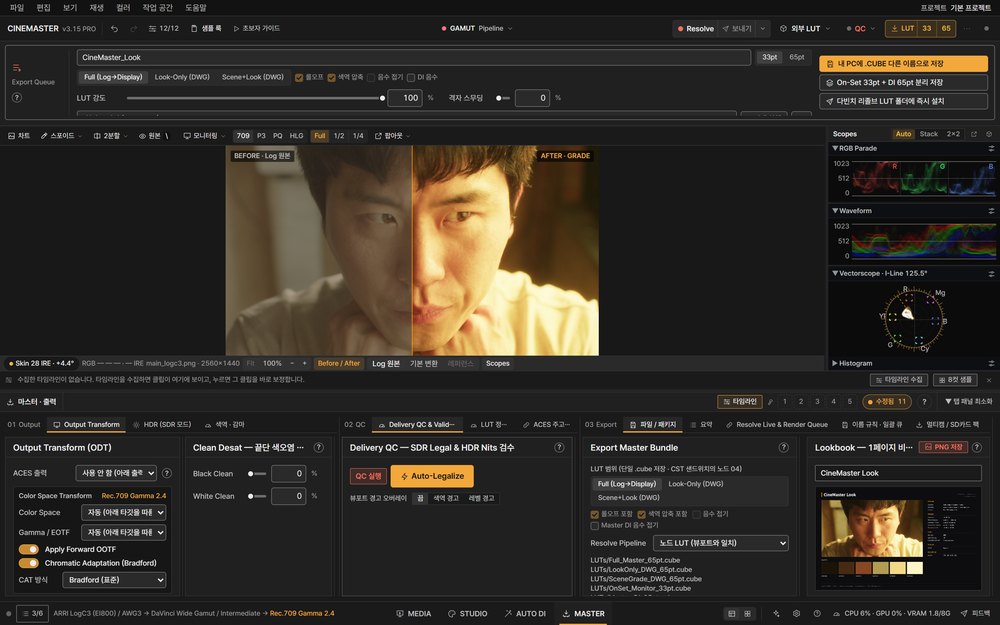 파일 편집 보기 재생 컬러 작업 공간 도움말 프로젝트 기본 프로젝트
CINEMASTER v3.15 PRO 12/12 샘플 룩 초보자 가이드 GAMUT Pipeline Resolve 보내기 외부 LUT QC LUT 33 65
Export Queue
CineMaster_Look 33pt 65pt
Full (Log→Display) Look-Only (DWG) Scene+Look (DWG) 롤오프 색역 압축 음수 접기 DI 음수
LUT 강도 100 % 격자 스무딩 0 %
내 PC에 .CUBE 다른 이름으로 저장
On-Set 33pt + DI 65pt 분리 저장
다빈치 리졸브 LUT 폴더에 즉시 설치
차트 스포이드 2분할 원본 \ 모니터링 709 P3 PQ HLG Full 1/2 1/4 팝아웃
BEFORE · Log 원본 AFTER · GRADE
Scopes Auto Stack 2×2
RGB Parade
1023
512
0
R G B
Waveform
1023
512
0
Vectorscope · I-Line 125.5°
R Mg B Cy G Yl
Histogram
Skin 28 IRE · +4.4° RGB — — — · — IRE main_logc3.png · 2560×1440 Fit 100% − + Before / After Log 원본 기본 변환 레퍼런스 Scopes
수집한 타임라인이 없습니다. 타임라인을 수집하면 클립이 여기에 보이고, 누르면 그 클립을 바로 보정합니다. 타임라인 수집 8컷 샘플
마스터 · 출력 타임라인 1 2 3 4 5 수정됨 11 ? ▼ 탭 패널 최소화
01 Output Output Transform HDR (SDR 모드) 색역 · 감마 02 QC Delivery QC & Vali··· LUT 정··· ACES 주고··· 03 Export 파일 / 패키지 요약 Resolve Live & Render Queue 이름 규칙 · 일괄 큐 멀티캠 / SD카드 팩
Output Transform (ODT)
ACES 출력 사용 안 함 (아래 출력
Color Space Transform Rec.709 Gamma 2.4
Color Space 자동 (아래 타깃을 따름
Gamma / EOTF 자동 (아래 타깃을 따름
Apply Forward OOTF
Chromatic Adaptation (Bradford)
CAT 방식 Bradford (표준)
Clean Desat — 끝단 색오염 ···
Black Clean 0 %
White Clean 0 %
Delivery QC — SDR Legal & HDR Nits 검수
QC 실행 Auto-Legalize
뷰포트 경고 오버레이 끔 색역 경고 레벨 경고
Export Master Bundle
LUT 범위 (단일 .cube 저장 · CST 샌드위치의 노드 04)
Full (Log→Display) Look-Only (DWG)
Scene+Look (DWG)
롤오프 포함 색역 압축 포함 음수 접기
Master DI 음수 접기
Resolve Pipeline 노드 LUT (뷰포트와 일치)
LUTs/Full_Master_65pt.cube
LUTs/LookOnly_DWG_65pt.cube
LUTs/SceneGrade_DWG_65pt.cube
LUTs/OnSet_Monitor_33pt.cube
Lookbook — 1페이지 비··· PNG 저장
CineMaster Look
CineMaster Look
3/6 ARRI LogC3 (EI800) / AWG3 → DaVinci Wide Gamut / Intermediate → Rec.709 Gamma 2.4 MEDIA STUDIO AUTO DI MASTER CPU 6% · GPU 0% · VRAM 1.8/8G 피드백